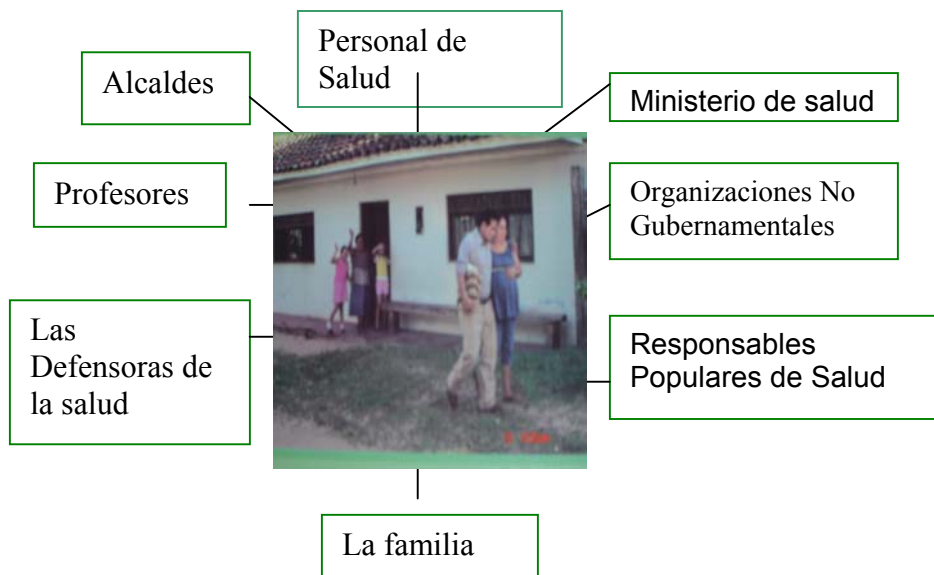 Personal de
Salud
Alcaldes
Ministerio de salud
Profesores
Organizaciones No
Gubernamentales
Las
Defensoras de
la salud
Responsables
Populares de Salud
La familia